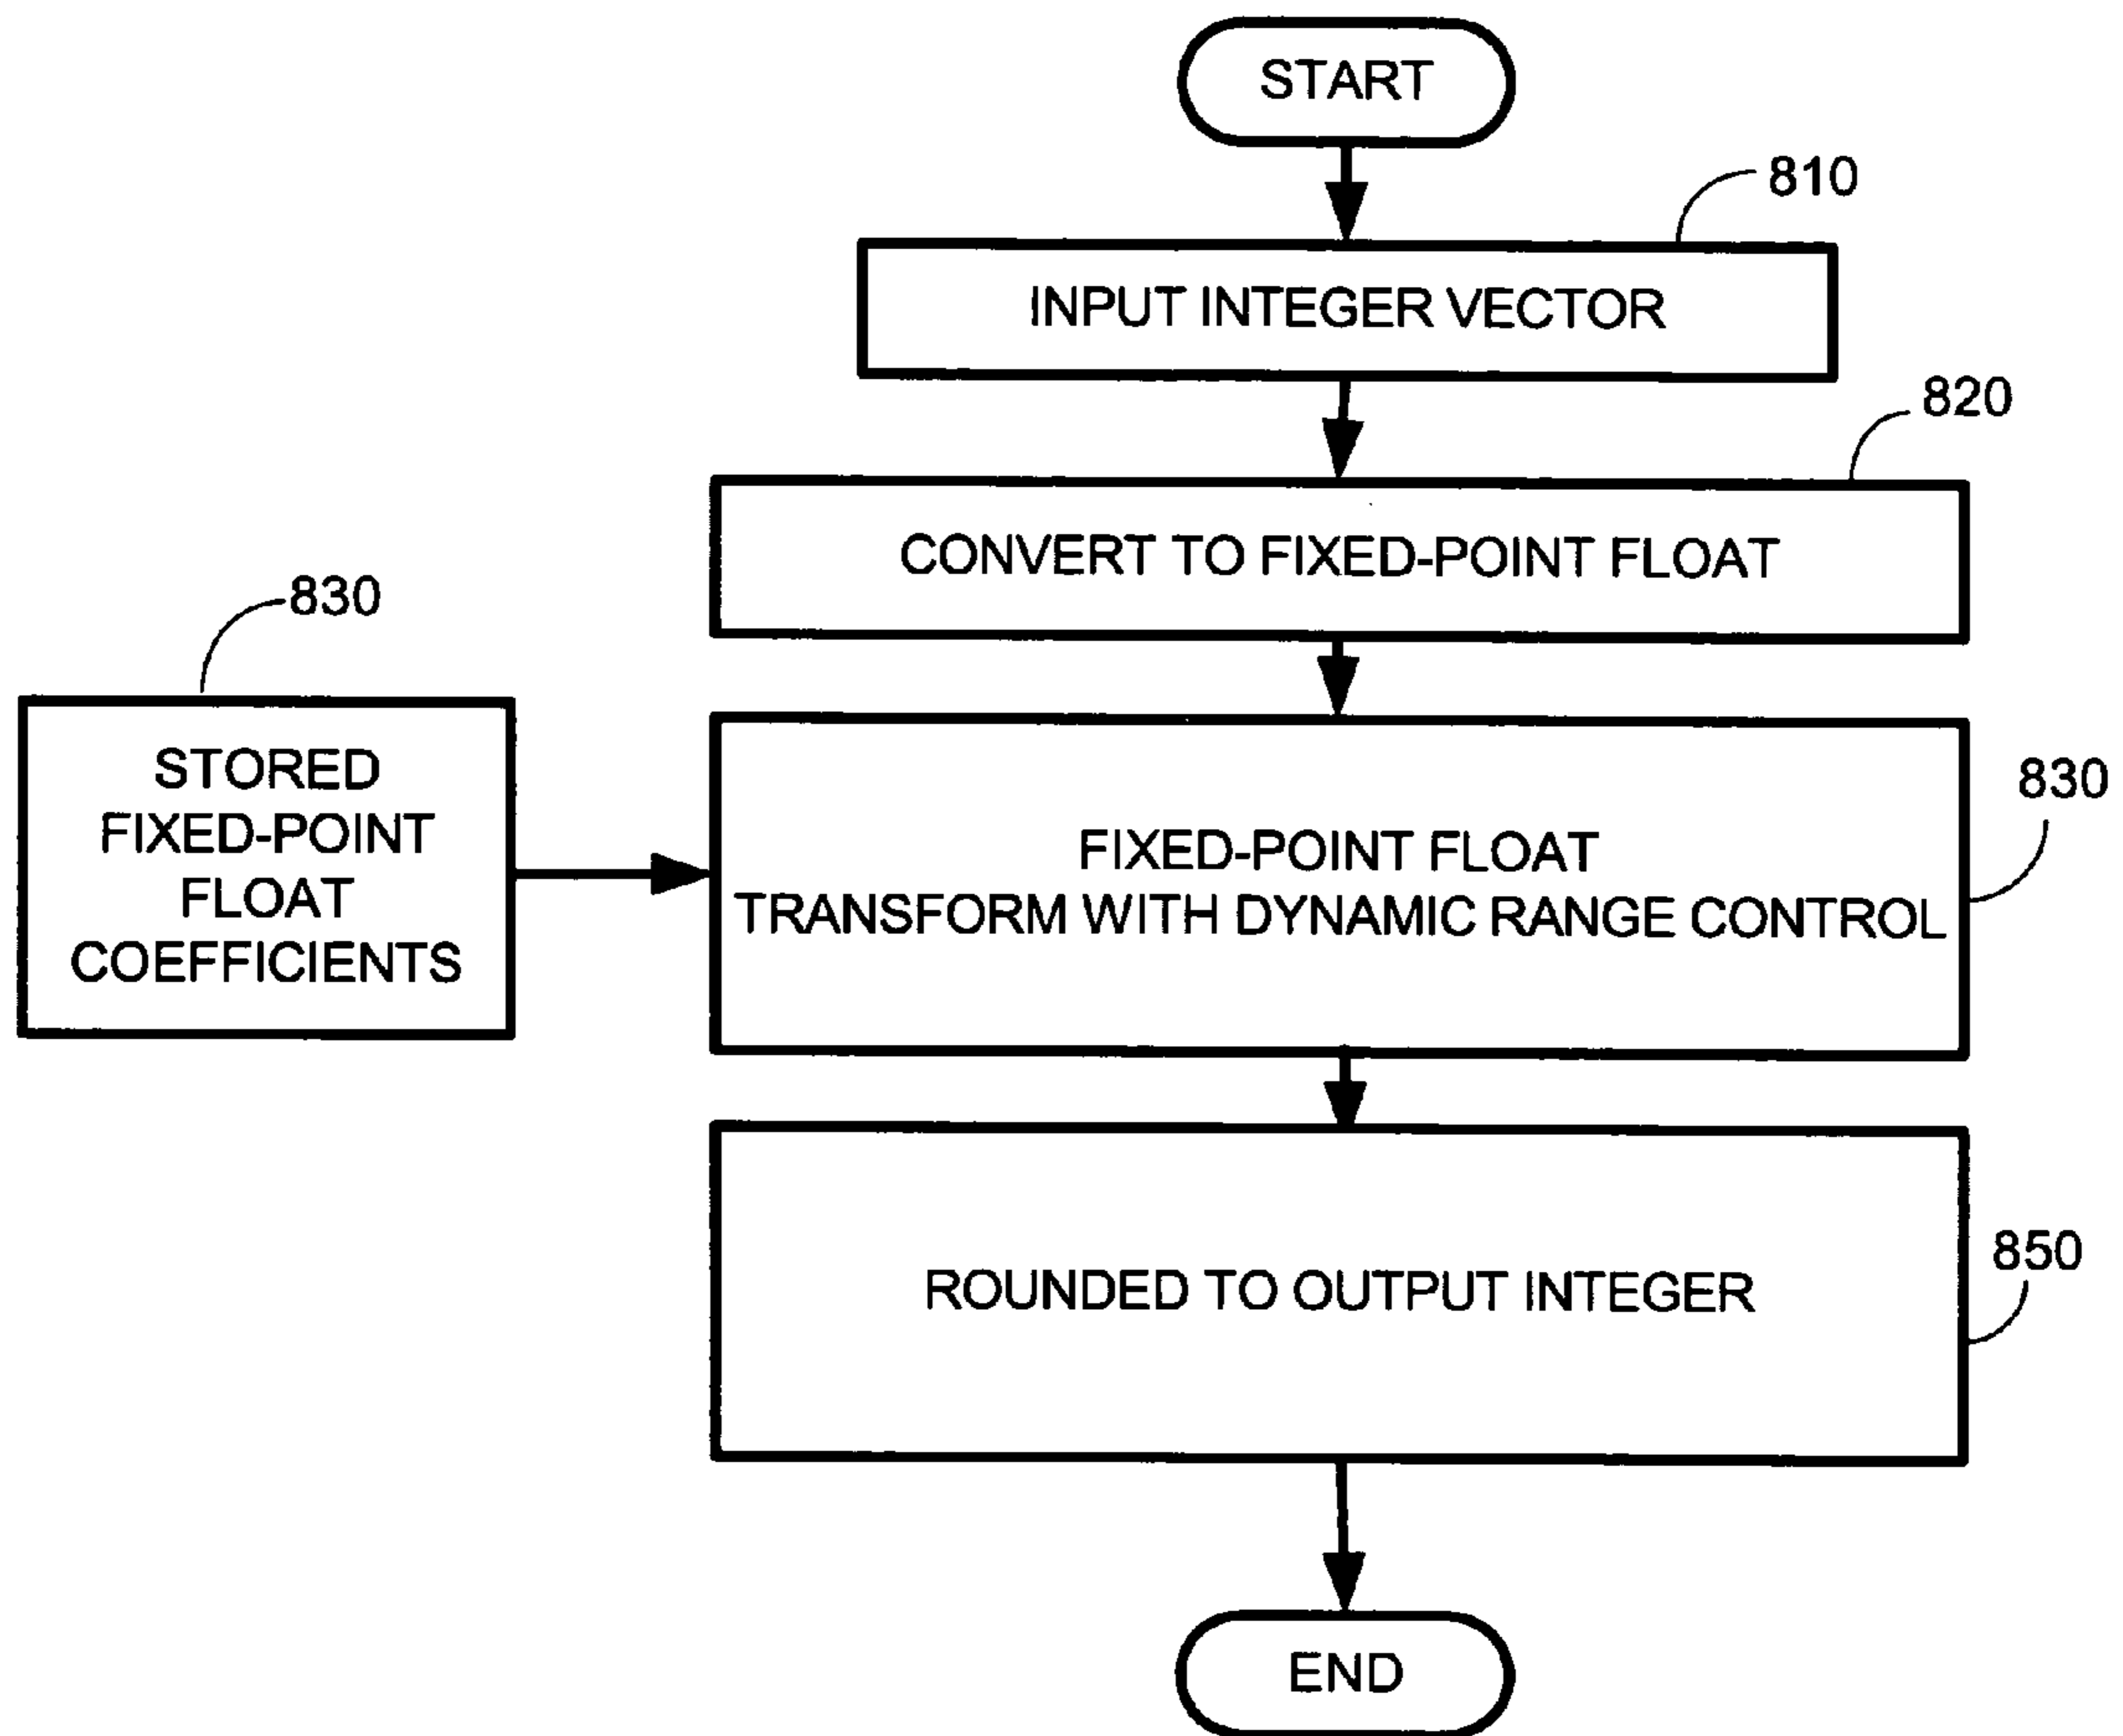 START
810
INPUT INTEGER VECTOR
820
CONVERT TO FIXED-POINT FLOAT
830
STORED
FIXED-POINT
FLOAT
COEFFICIENTS
830
FIXED-POINT FLOAT
TRANSFORM WITH DYNAMIC RANGE CONTROL
850
ROUNDED TO OUTPUT INTEGER
END